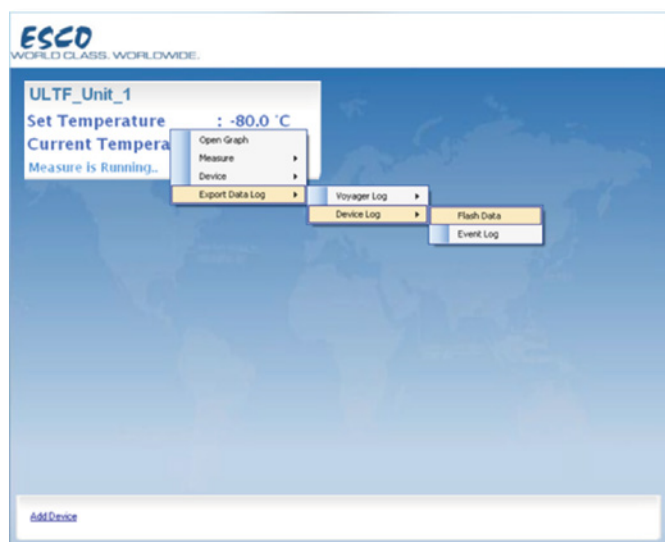 ESCO
WORLD CLASS. WORLDWIDE.
ULTF_Unit_1
Set Temperature : -80.0 °C
Current Tempera
Measure is Running..
Open Graph
Measure
Device
Export Data Log
Voyager Log
Device Log
Flash Data
Event Log
Add Device